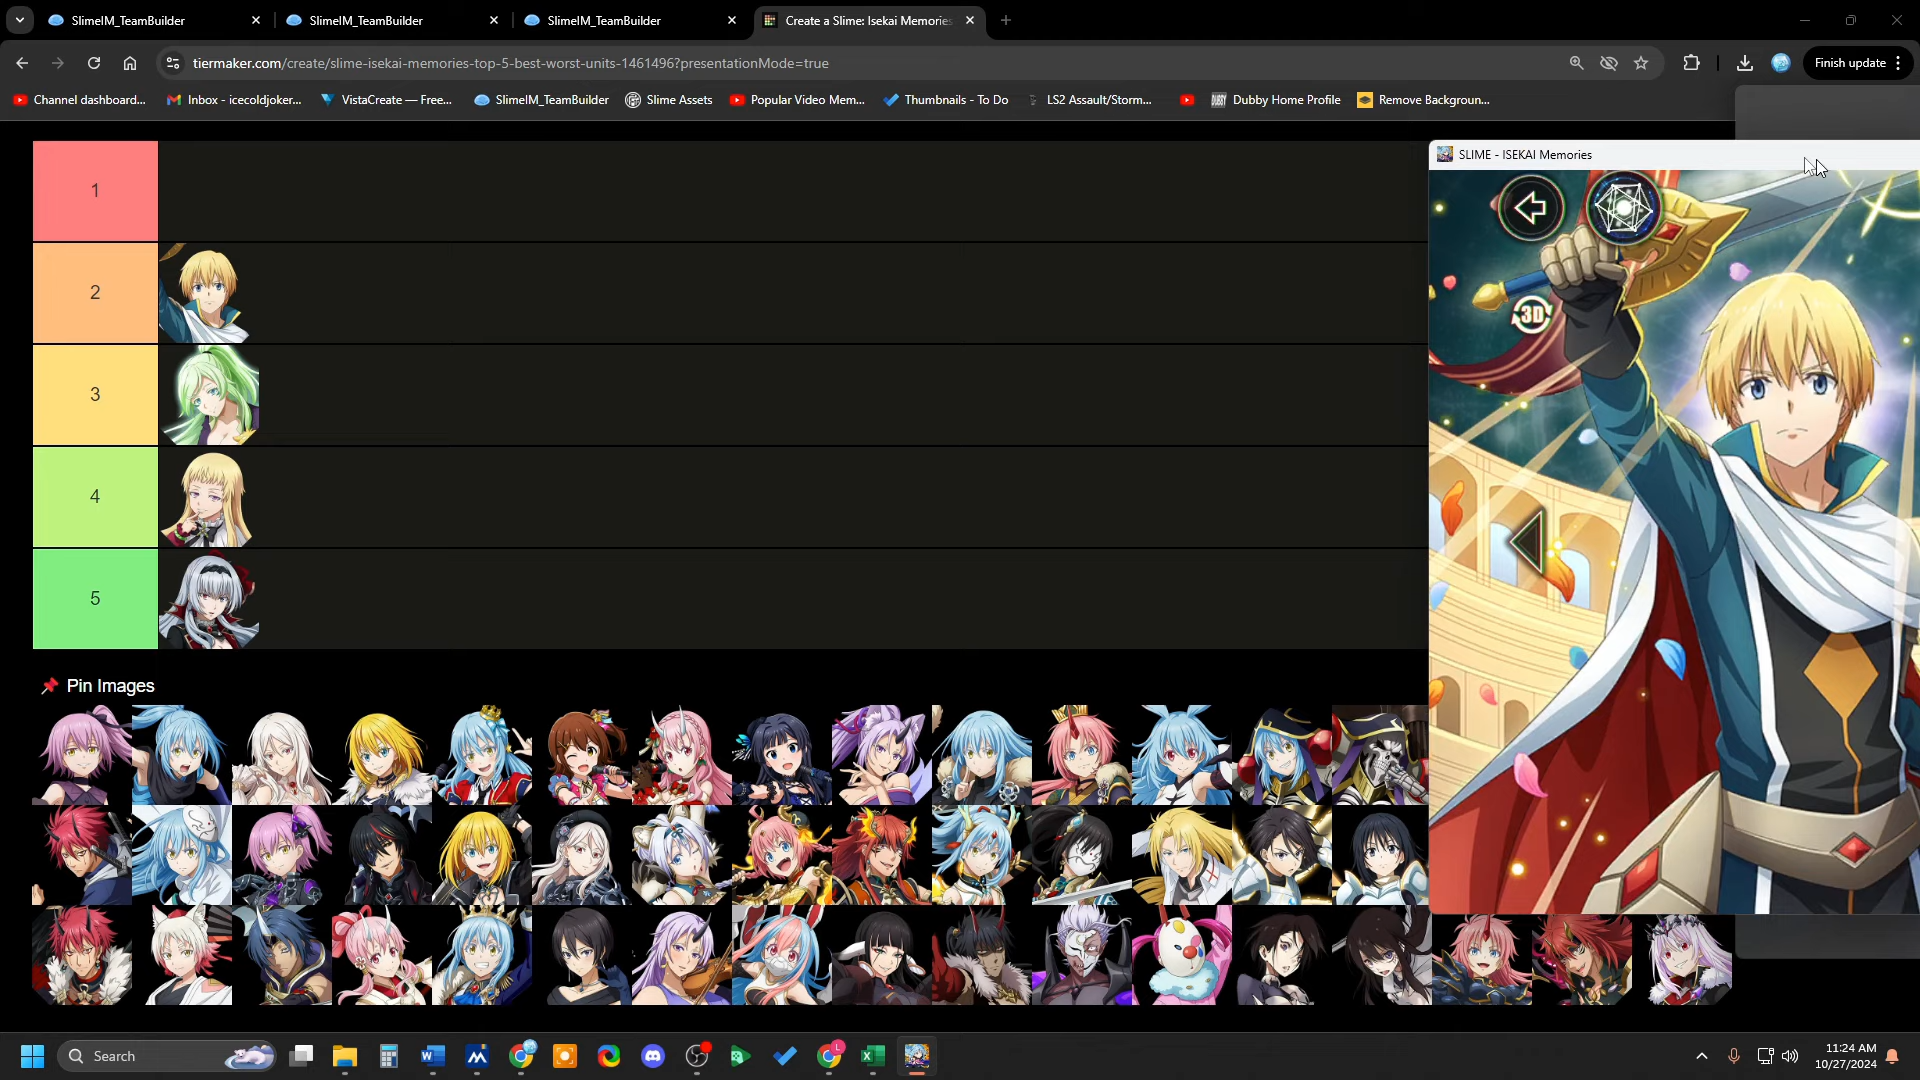 SlimeIM_TeamBuilder
SlimeIM_TeamBuilder
SlimeIM_TeamBuilder
Create a Slime: Isekai Memories
tiermaker.com/create/slime-isekai-memories-top-5-best-worst-units-1461496?presentationMode=true
Finish update
Channel dashboard...
Inbox - icecoldjoker...
VistaCreate — Free...
SlimeIM_TeamBuilder
Slime Assets
Popular Video Mem...
Thumbnails - To Do
LS2 Assault/Storm...
DUBBY
Dubby Home Profile
Remove Backgroun...
1
2
3
4
5
SLIME - ISEKAI Memories
3D
Pin Images
Search
L
11:24 AM
10/27/2024